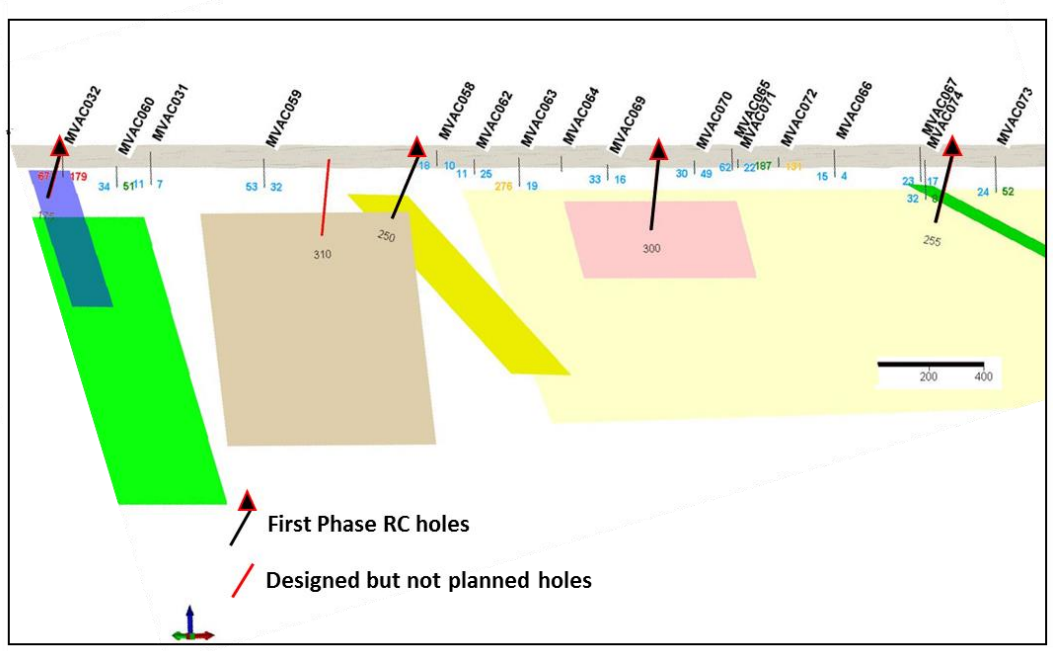 MVAC032
MVAC060
MVAC031
MVAC059
MVAC058
MVAC062
MVAC063
MVAC064
MVAC069
MVAC070
MVAC065
MVAC071
MVAC072
MVAC066
MVAC067
MVAC074
MVAC073
67 179
34 51 11 7
53 32
18 10
11 25
276 19
33 16
30 49
62 22 187 131
15 4
23 17
32 8
24 52
250
310
300
255
200 400
First Phase RC holes
Designed but not planned holes